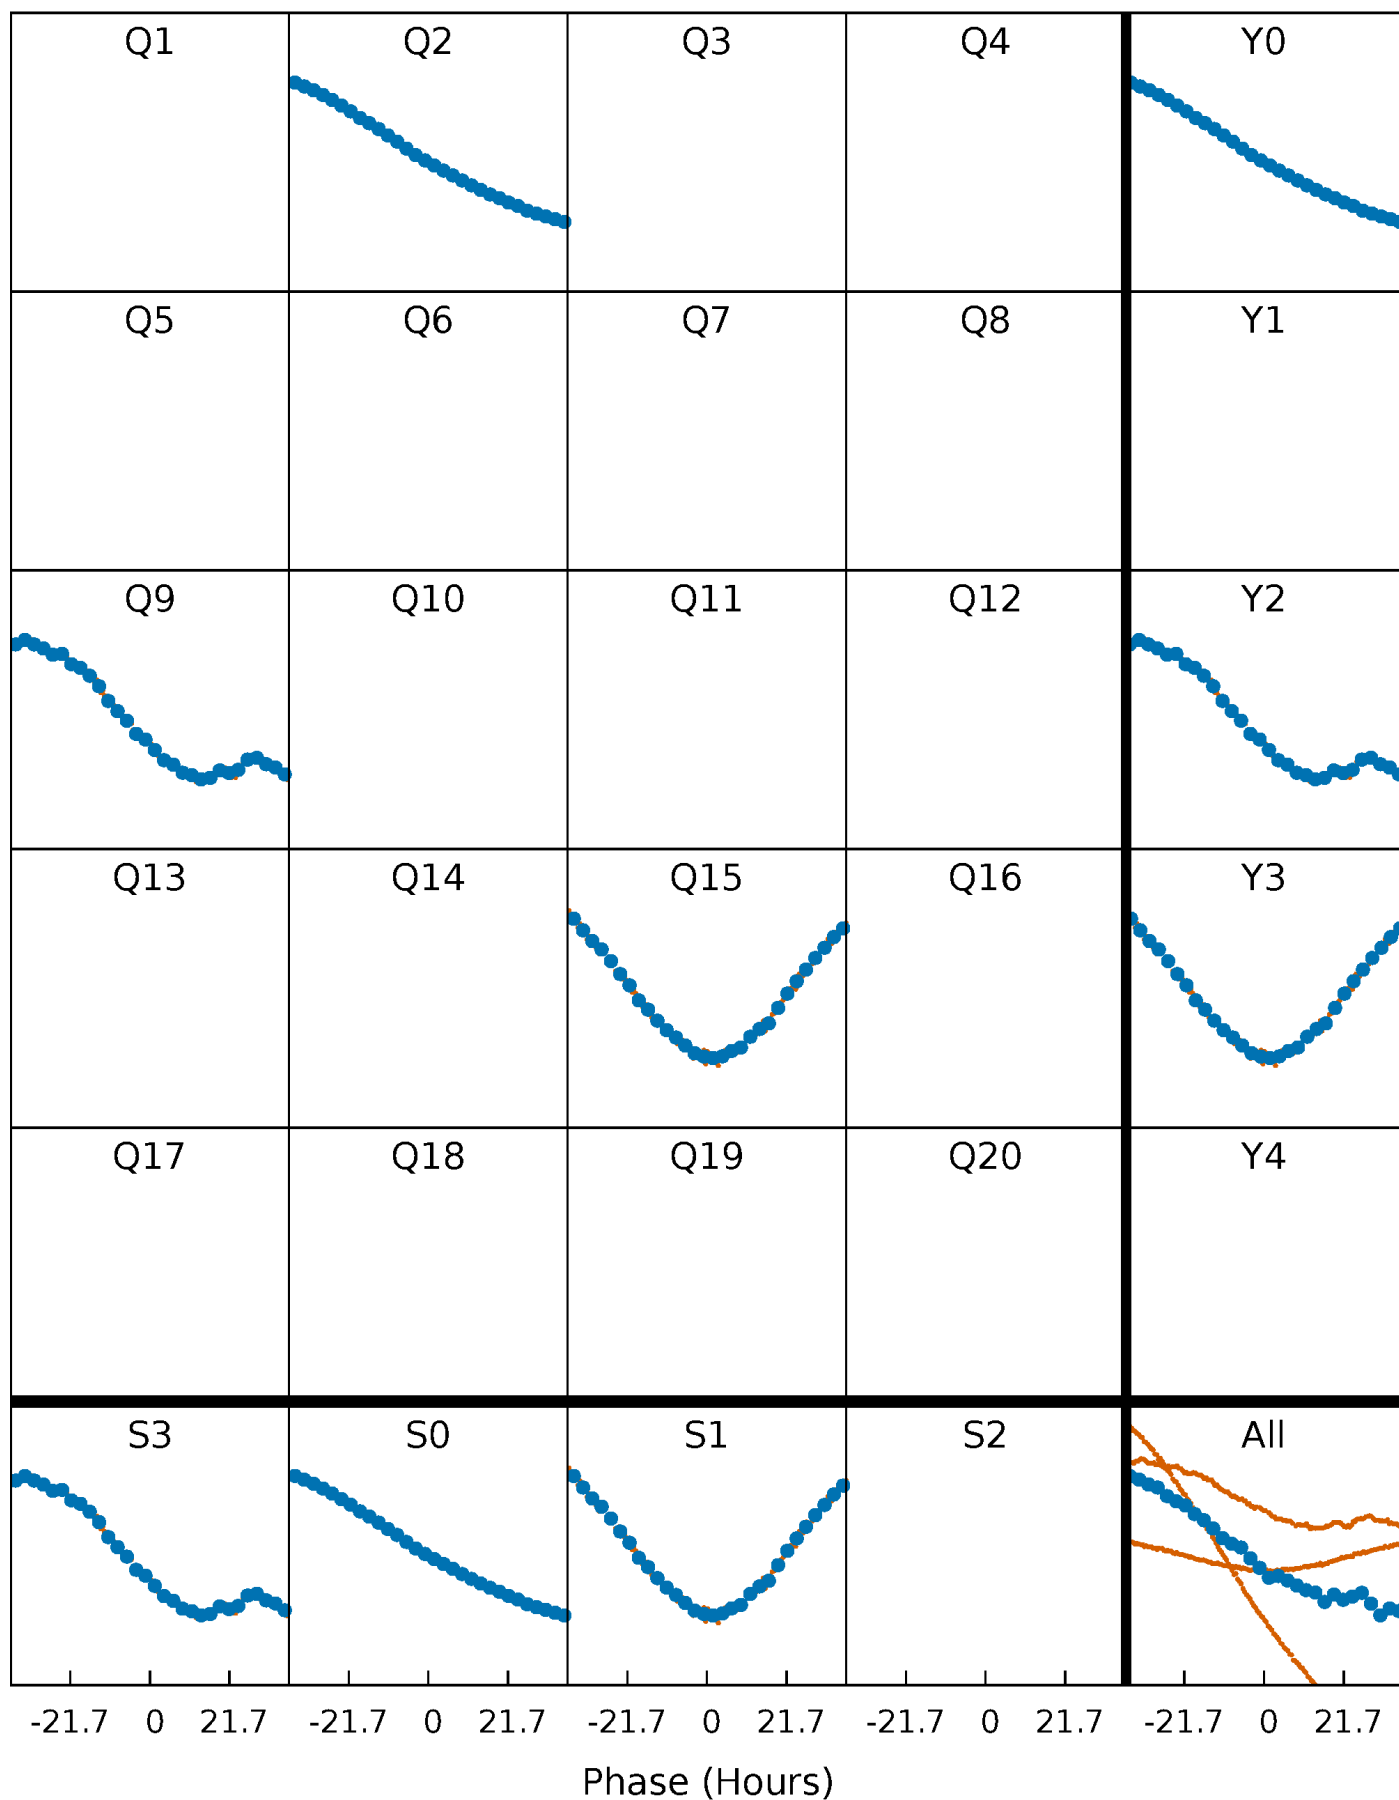 Q1 Q2 Q3 Q4 Y0
Q5 Q6 Q7 Q8 Y1
Q9 Q10 Q11 Q12 Y2
Q13 Q14 Q15 Q16 Y3
Q17 Q18 Q19 Q20 Y4
S3 S0 S1 S2 All
-21.7 0 21.7 -21.7 0 21.7 -21.7 0 21.7 -21.7 0 21.7 -21.7 0 21.7
Phase (Hours)